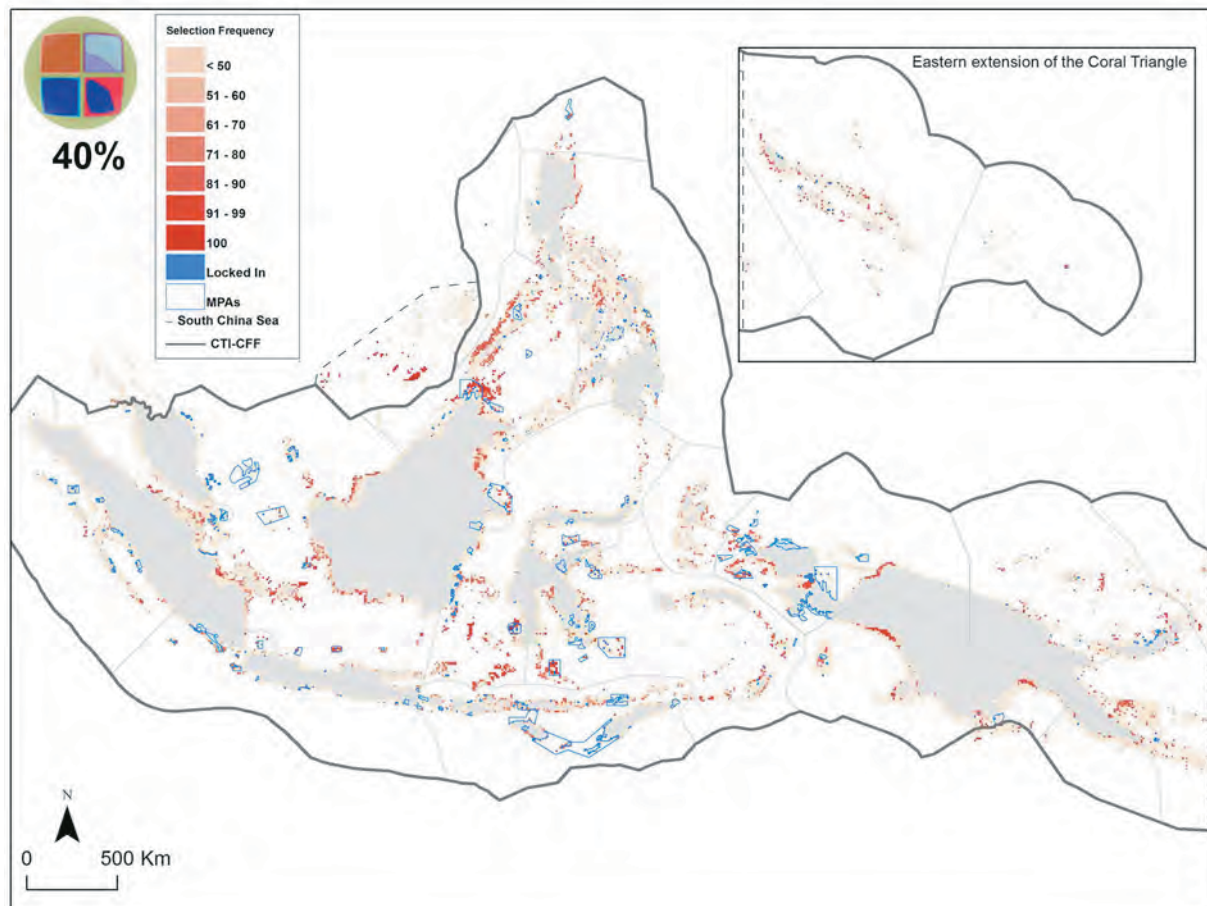 40%
Selection Frequency
< 50
51 - 60
61 - 70
71 - 80
81 - 90
91 - 99
100
Locked In
MPAs
South China Sea
CTI-CFF
Eastern extension of the Coral Triangle
N
0 500 Km